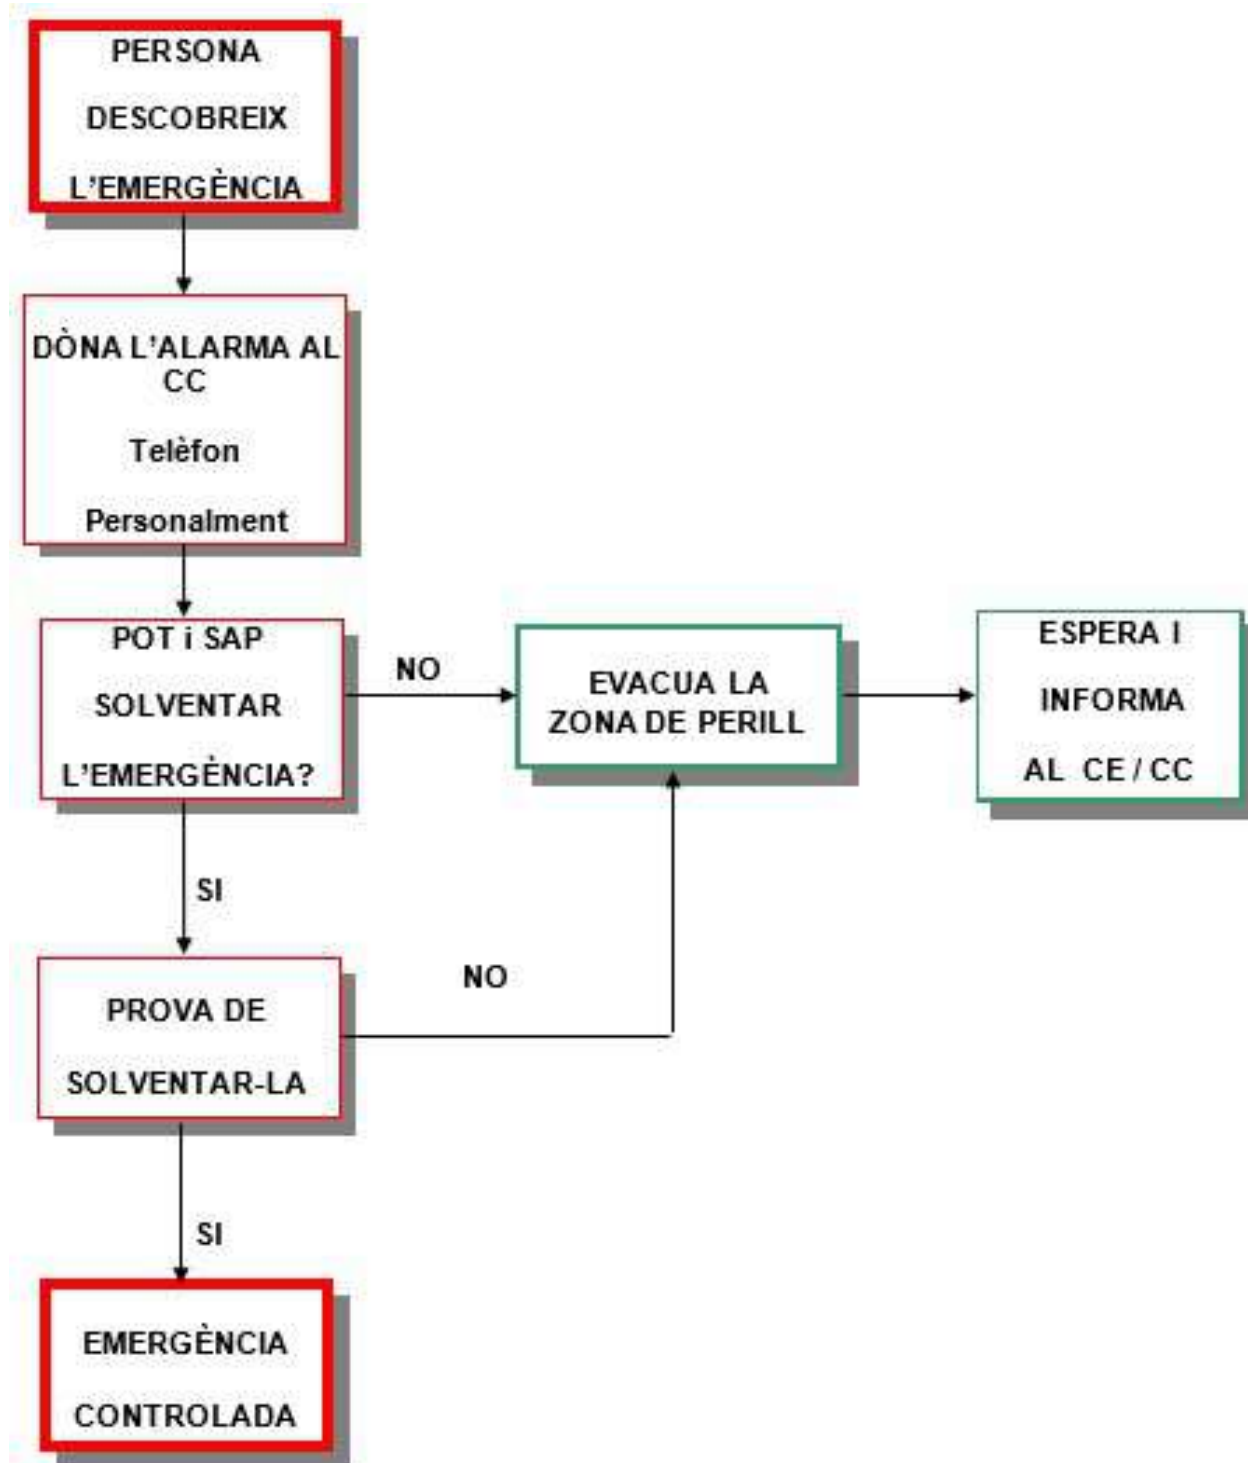 PERSONA
DESCOBREIX
L'EMERGÈNCIA
DÒNA L'ALARMA AL
CC
Telèfon
Personalment
POT i SAP
SOLVENTAR
L'EMERGÈNCIA?
NO
EVACUA LA
ZONA DE PERILL
ESPERA I
INFORMA
AL CE / CC
SI
PROVA DE
SOLVENTAR-LA
NO
SI
EMERGÈNCIA
CONTROLADA